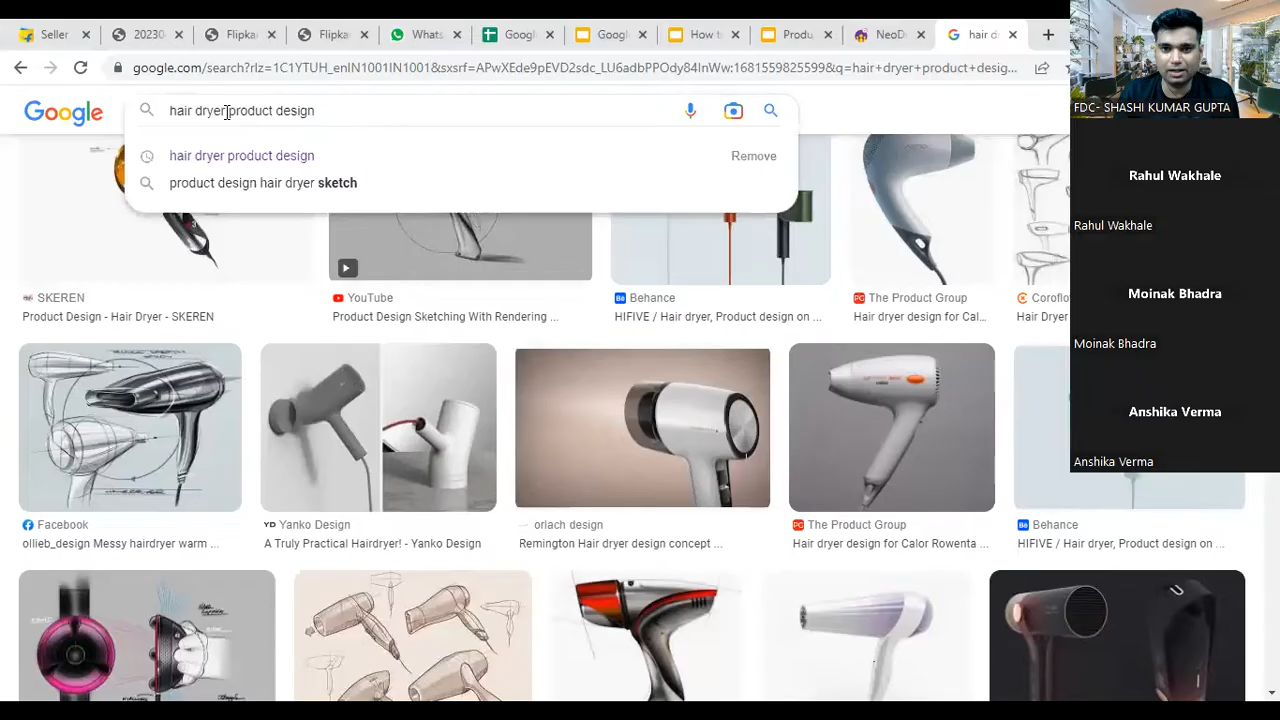 Seller
20230
Flipka
Flipka
Whats
Googl
Googl
How t
Produ
NeoD
hair d
google.com/search?rlz=1C1YTUH_enIN1001IN1001&sxsrf=APwXEde9pEVD2sdc_LU6adbPPOdy84InWw:1681559825599&q=hair+dryer+product+desig...
Google
hair dryer product design
hair dryer product design
Remove
product design hair dryer sketch
SKEREN
Product Design - Hair Dryer - SKEREN
YouTube
Product Design Sketching With Rendering ...
Behance
HIFIVE / Hair dryer, Product design on ...
The Product Group
Hair dryer design for Cal...
Coroflo
Hair Dryer
Facebook
ollieb_design Messy hairdryer warm ...
YD Yanko Design
A Truly Practical Hairdryer! - Yanko Design
orlach design
Remington Hair dryer design concept ...
The Product Group
Hair dryer design for Calor Rowenta ...
Behance
HIFIVE / Hair dryer, Product design on ...
FDC- SHASHI KUMAR GUPTA
Rahul Wakhale
Rahul Wakhale
Moinak Bhadra
Moinak Bhadra
Anshika Verma
Anshika Verma